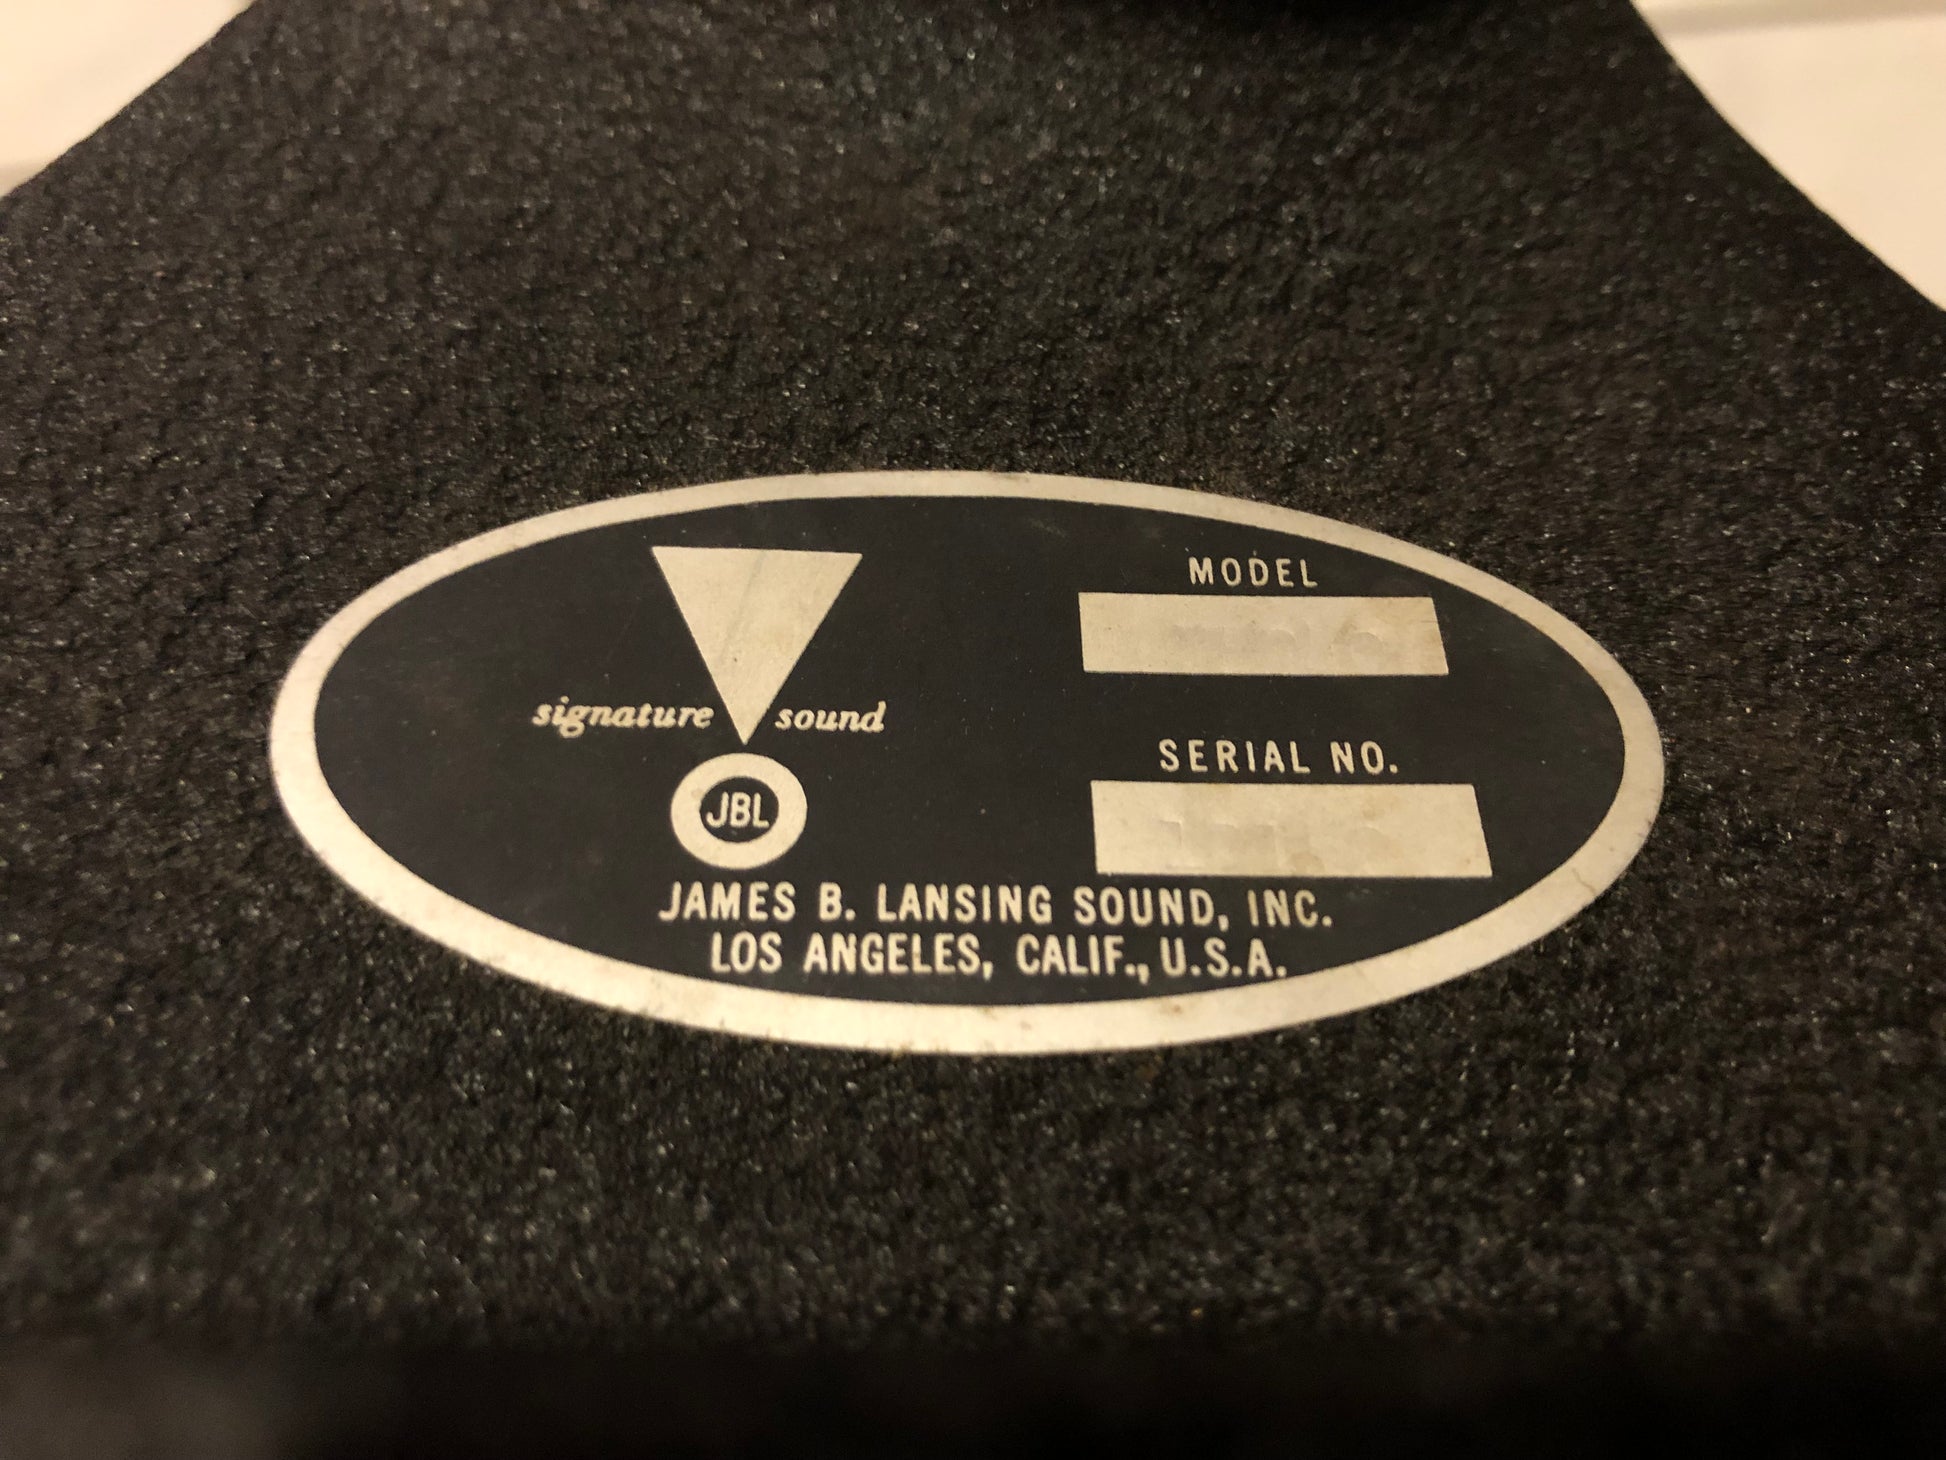 MODEL
signature sound
SERIAL NO.
JBL
JAMES B. LANSING SOUND, INC.
LOS ANGELES, CALIF., U.S.A.